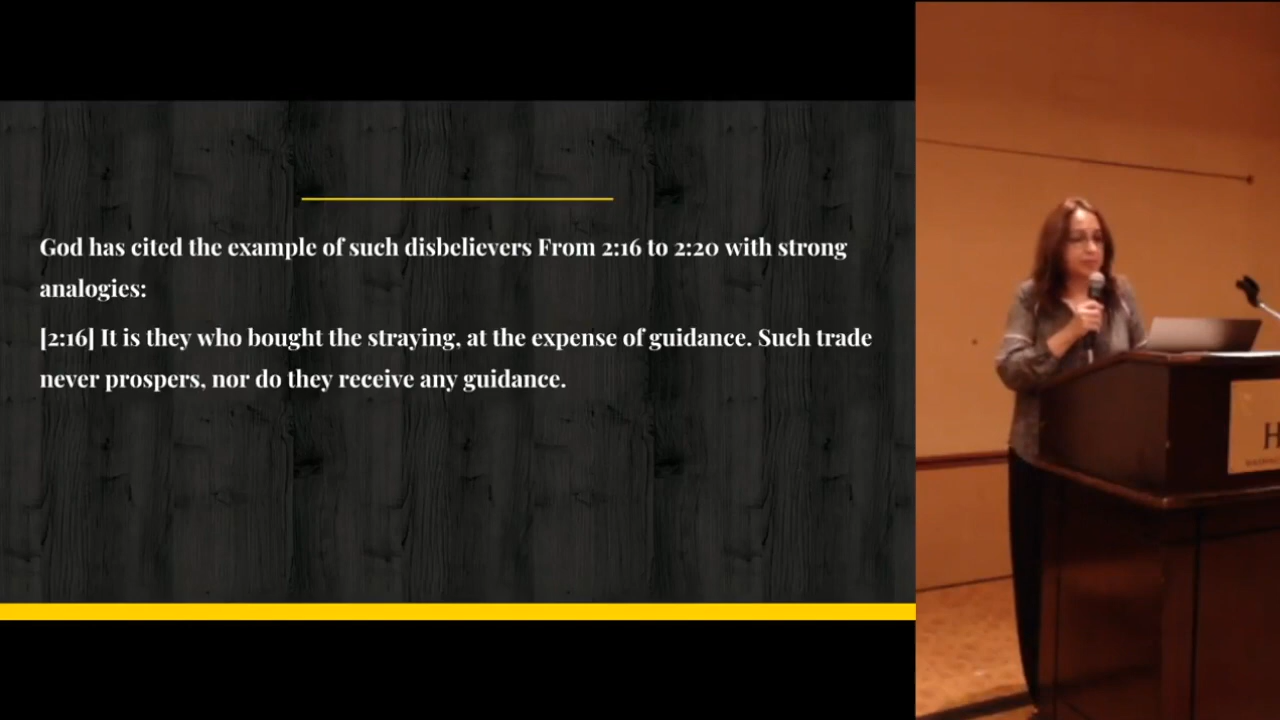 God has cited the example of such disbelievers From 2:16 to 2:20 with strong
analogies:
[2:16] It is they who bought the straying, at the expense of guidance. Such trade
never prospers, nor do they receive any guidance.
H